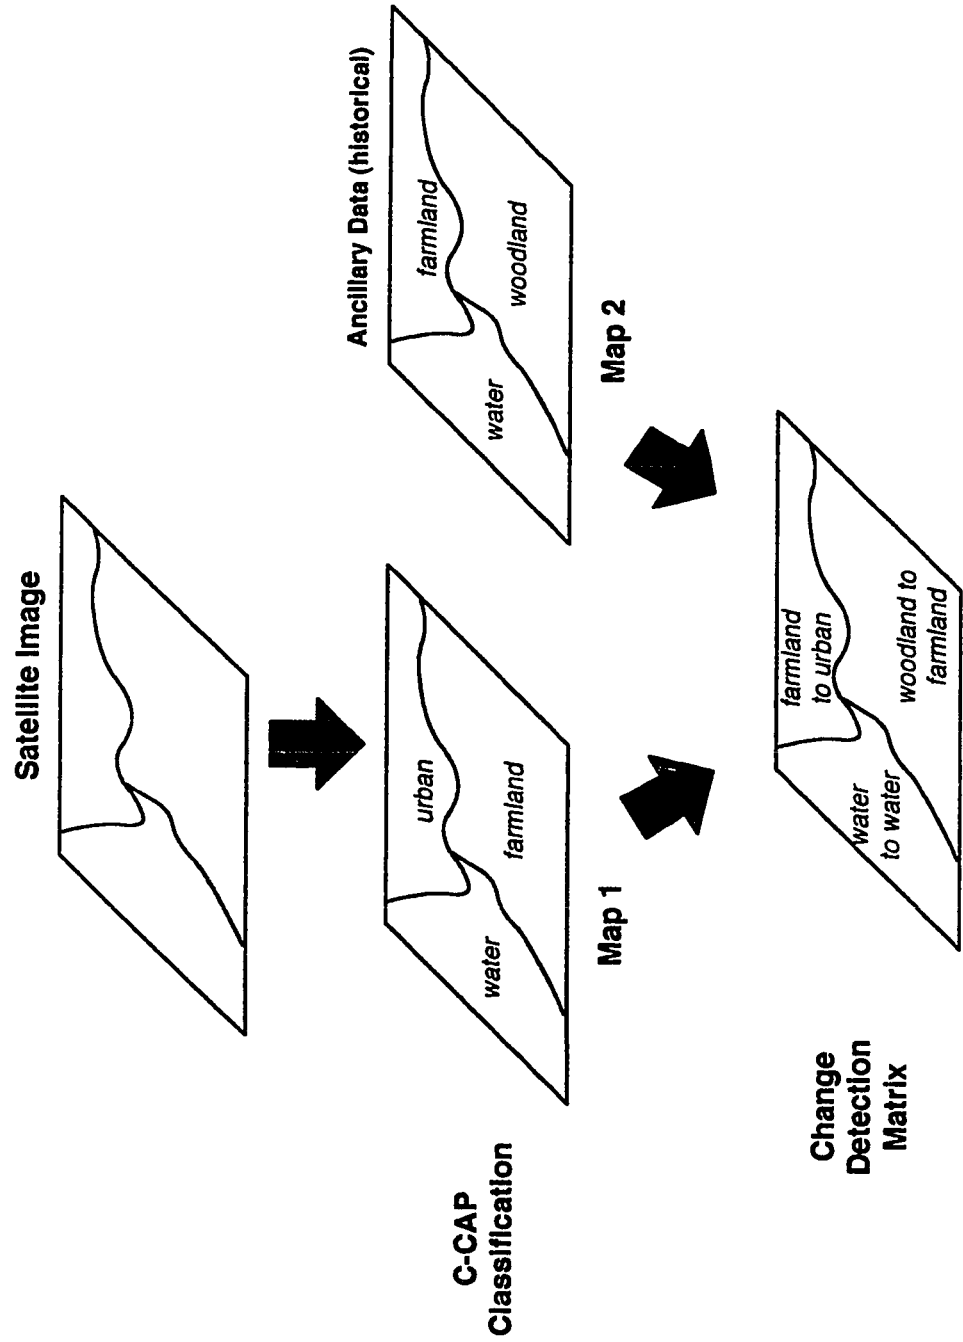 Satellite Image
Ancillary Data (historical)
C-CAP
Classification
water
urban
farmland
Map 1
water
farmland
woodland
Map 2
Change
Detection
Matrix
water
to water
farmland
to urban
woodland to
farmland